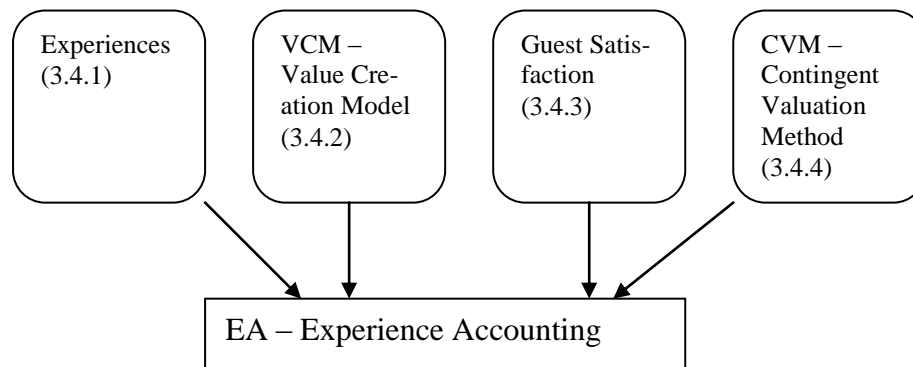 Experiences
(3.4.1)
VCM –
Value Cre-
ation Model
(3.4.2)
Guest Satis-
faction
(3.4.3)
CVM –
Contingent
Valuation
Method
(3.4.4)
EA – Experience Accounting